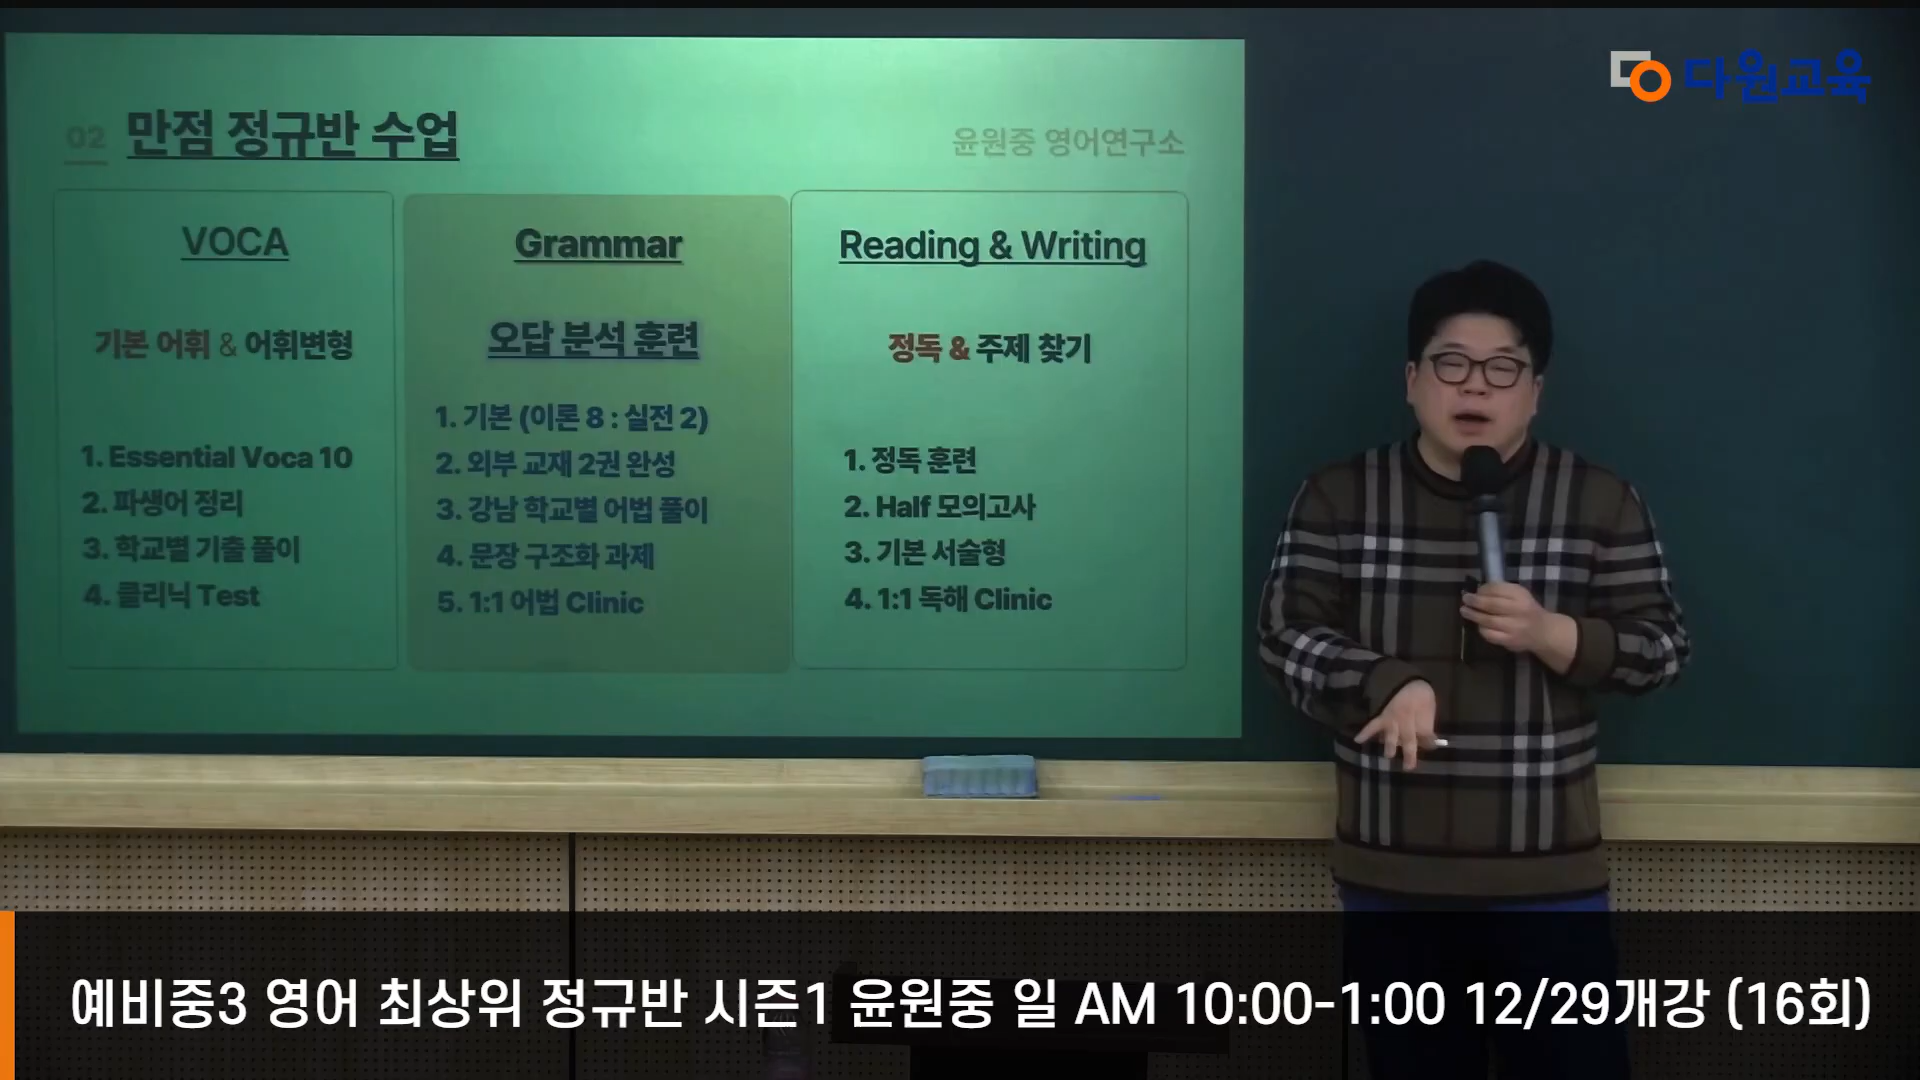 다원교육
02 만점 정규반 수업
윤원중 영어연구소
VOCA
기본 어휘 & 어휘변형
1. Essential Voca 10
2. 파생어 정리
3. 학교별 기출 풀이
4. 클리닉 Test
Grammar
오답 분석 훈련
1. 기본 (이론 8 : 실전 2)
2. 외부 교재 2권 완성
3. 강남 학교별 어법 풀이
4. 문장 구조화 과제
5. 1:1 어법 Clinic
Reading & Writing
정독 & 주제 찾기
1. 정독 훈련
2. Half 모의고사
3. 기본 서술형
4. 1:1 독해 Clinic
예비중3 영어 최상위 정규반 시즌1 윤원중 일 AM 10:00-1:00 12/29개강 (16회)